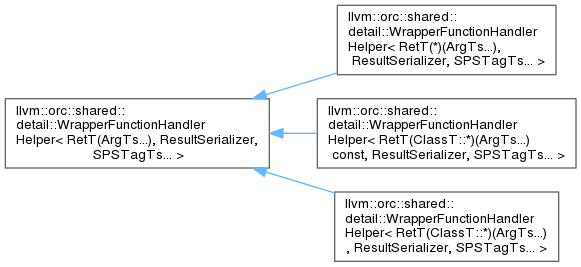 llvm::orc::shared::
detail::WrapperFunctionHandler
Helper< RetT(*)(ArgTs...),
ResultSerializer, SPSTagTs... >
llvm::orc::shared::
detail::WrapperFunctionHandler
Helper< RetT(ArgTs...), ResultSerializer,
SPSTagTs... >
llvm::orc::shared::
detail::WrapperFunctionHandler
Helper< RetT(ClassT::*)(ArgTs...)
const, ResultSerializer, SPSTagTs... >
llvm::orc::shared::
detail::WrapperFunctionHandler
Helper< RetT(ClassT::*)(ArgTs...)
, ResultSerializer, SPSTagTs... >